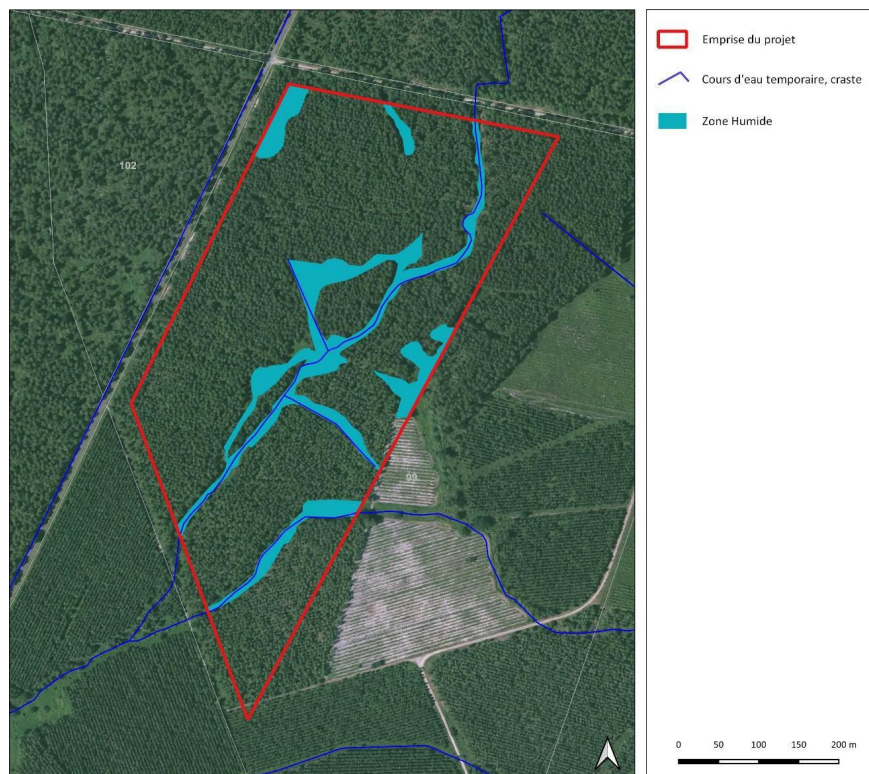 Emprise du projet
Cours d'eau temporaire, craste
Zone Humide
102
99
0 50 100 150 200 m